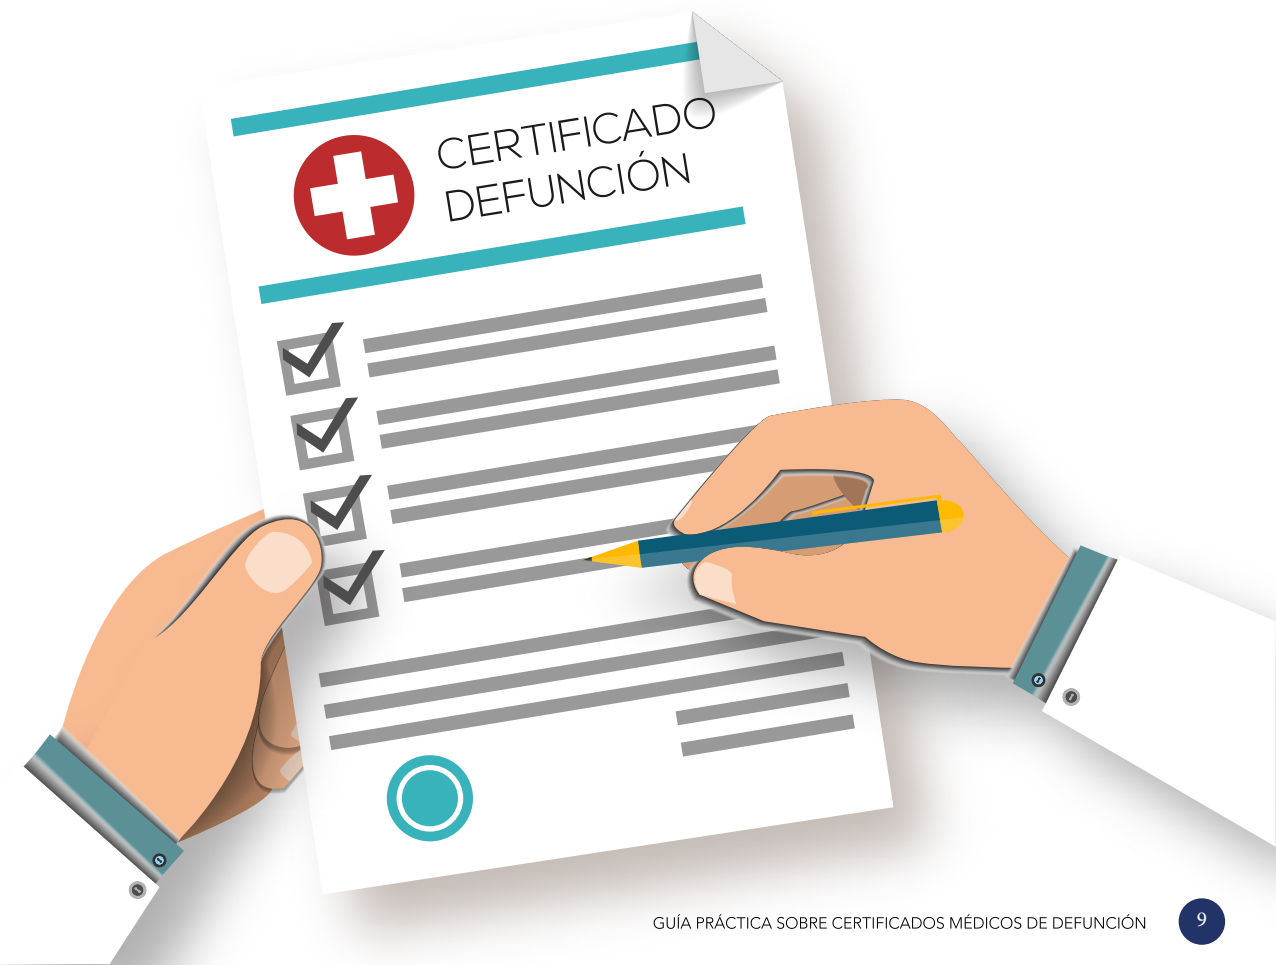 CERTIFICADO
DEFUNCIÓN
GUÍA PRÁCTICA SOBRE CERTIFICADOS MÉDICOS DE DEFUNCIÓN 9